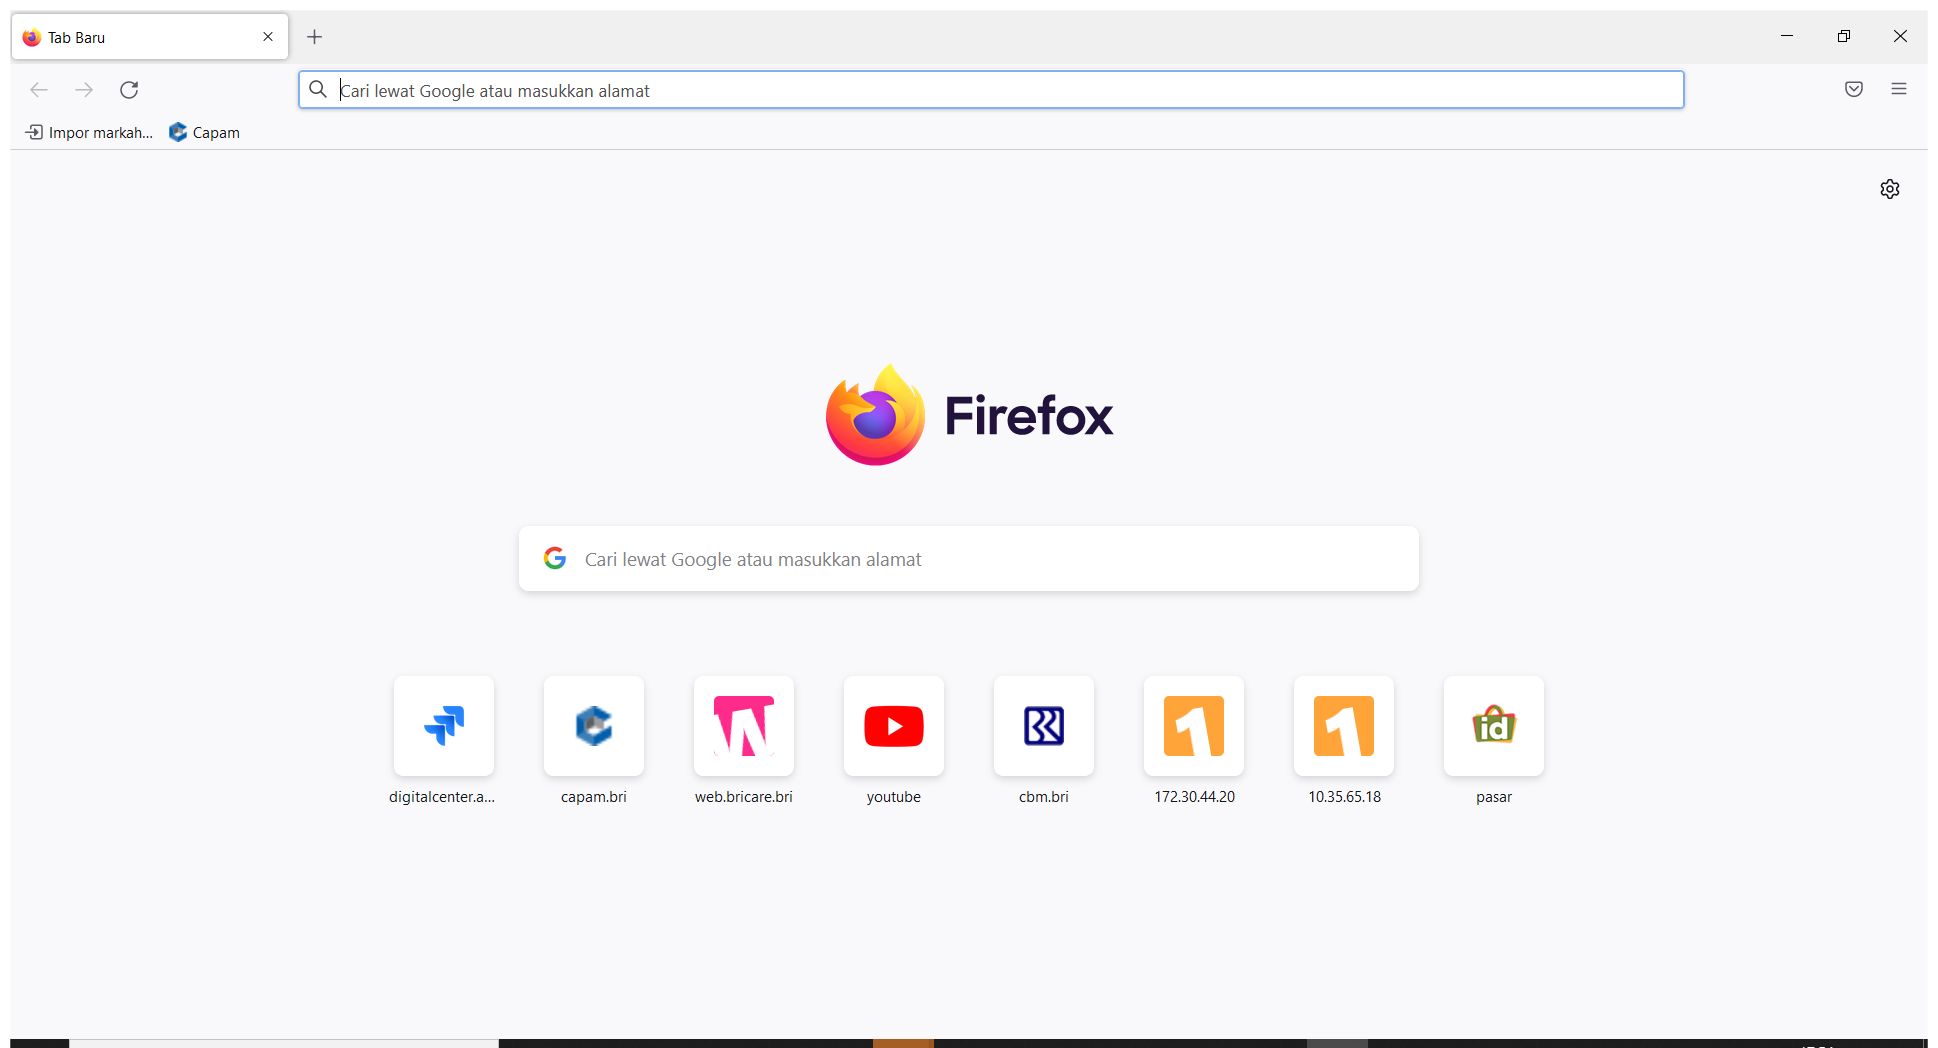 Tab Baru
Cari lewat Google atau masukkan alamat
Impor markah... Capam
Firefox
Cari lewat Google atau masukkan alamat
digitalcenter.a... capam.bri web.bricare.bri youtube cbm.bri 172.30.44.20 10.35.65.18 pasar